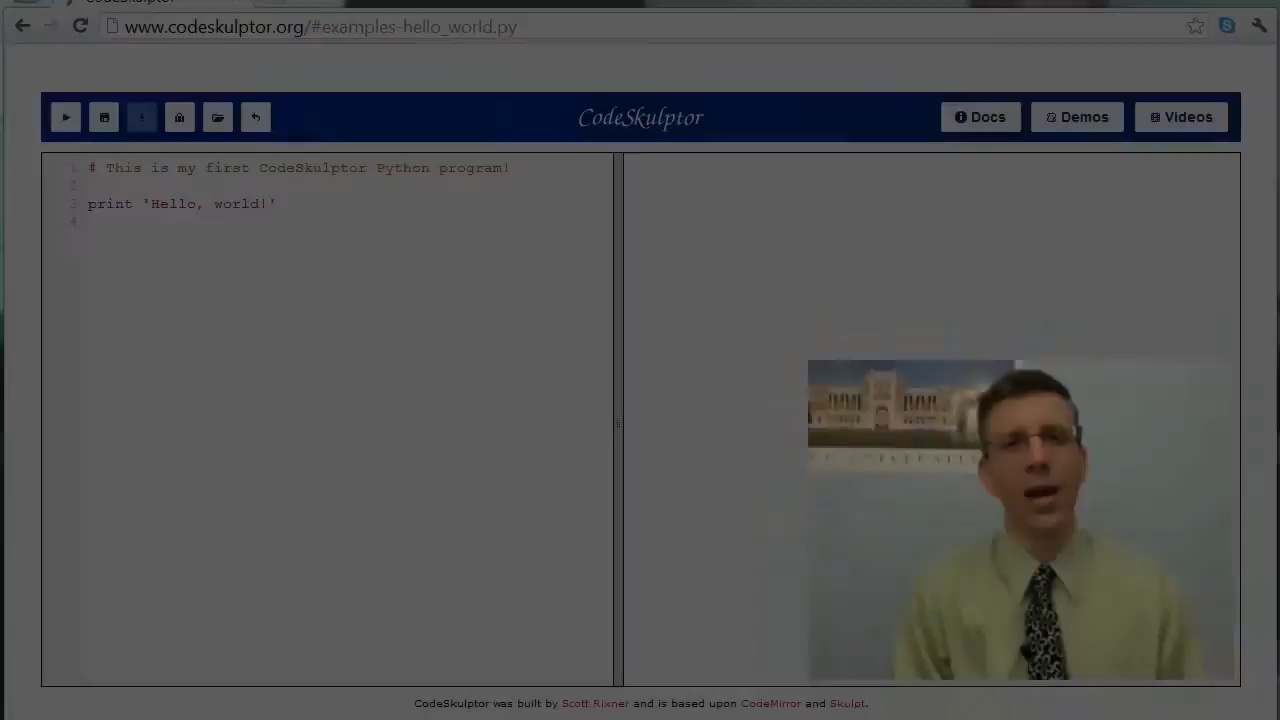 www.codeskulptor.org/#examples-hello_world.py
CodeSkulptor
Docs
Demos
Videos
1 # This is my first CodeSkulptor Python program!
2
3 print 'Hello, world!'
4
CodeSkulptor was built by Scott Rixner and is based upon CodeMirror and Skulpt.